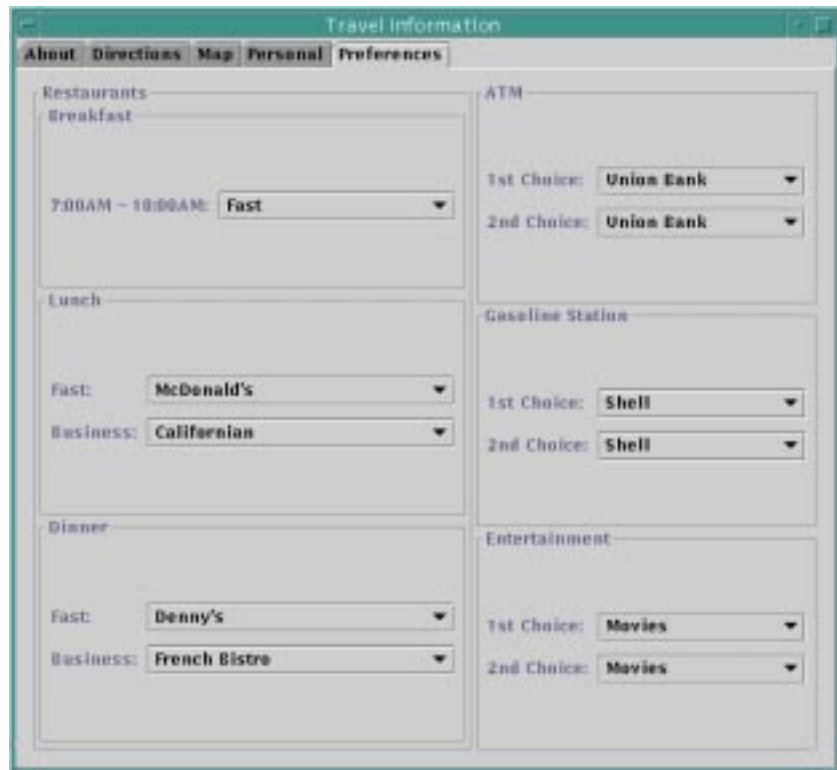 Travel Information
About Directions Map Personal Preferences
Restaurants
Breakfast
7:00AM - 10:00AM: Fast
Lunch
Fast: McDonald's
Business: Californian
Dinner
Fast: Denny's
Business: French Bistro
ATM
1st Choice: Union Bank
2nd Choice: Union Bank
Gasoline Station
1st Choice: Shell
2nd Choice: Shell
Entertainment
1st Choice: Movies
2nd Choice: Movies